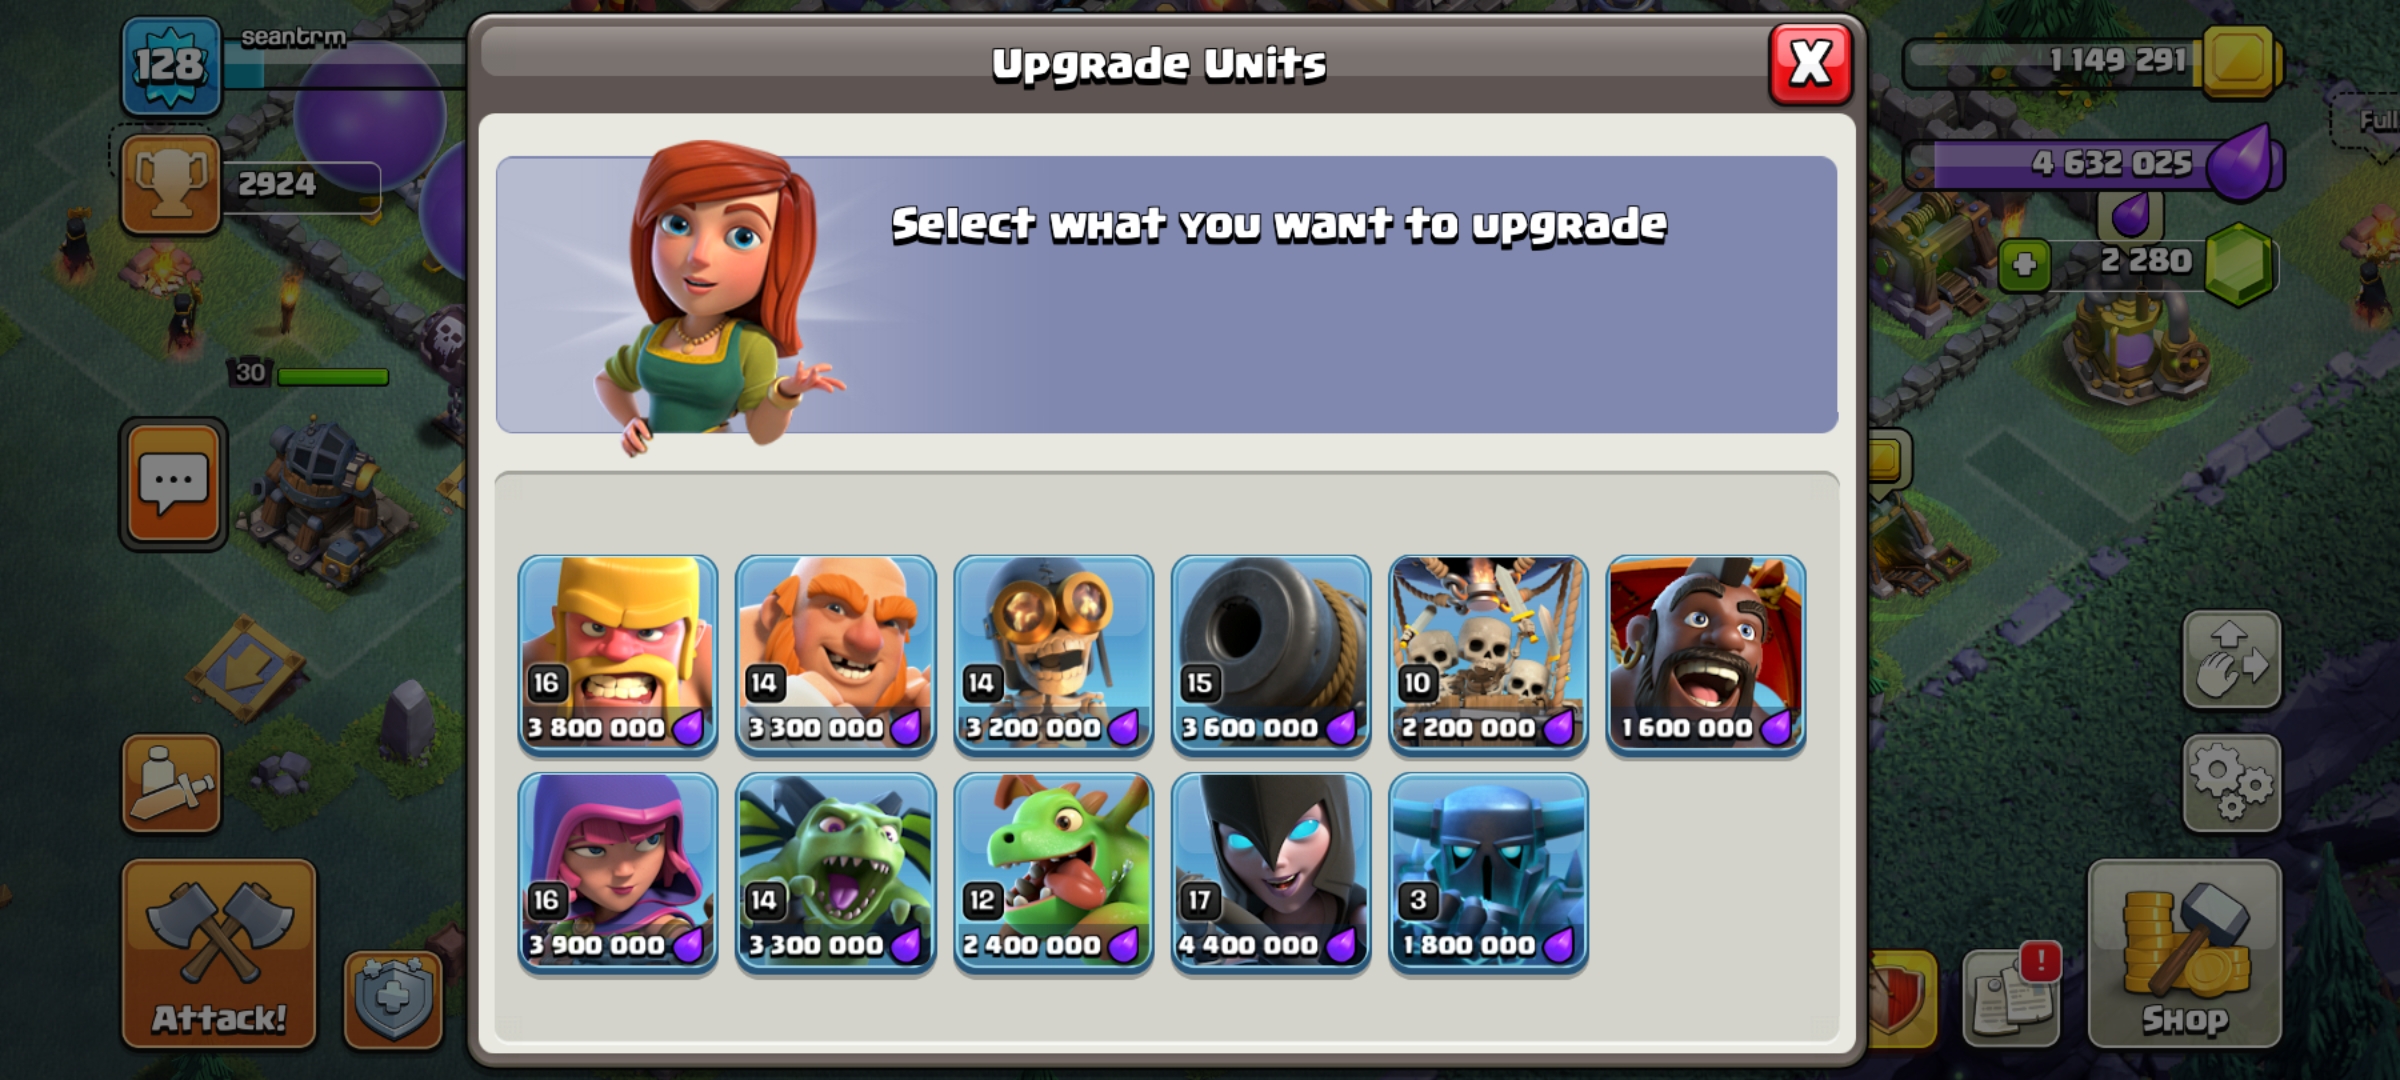 128
seantrm
Upgrade Units
X
1 149 291
Full
2924
4 632 025
Select what you want to upgrade
2 280
30
16
3 800 000
14
3 300 000
14
3 200 000
15
3 600 000
10
2 200 000
1 600 000
16
3 900 000
14
3 300 000
12
2 400 000
17
4 400 000
3
1 800 000
Attack!
!
Shop